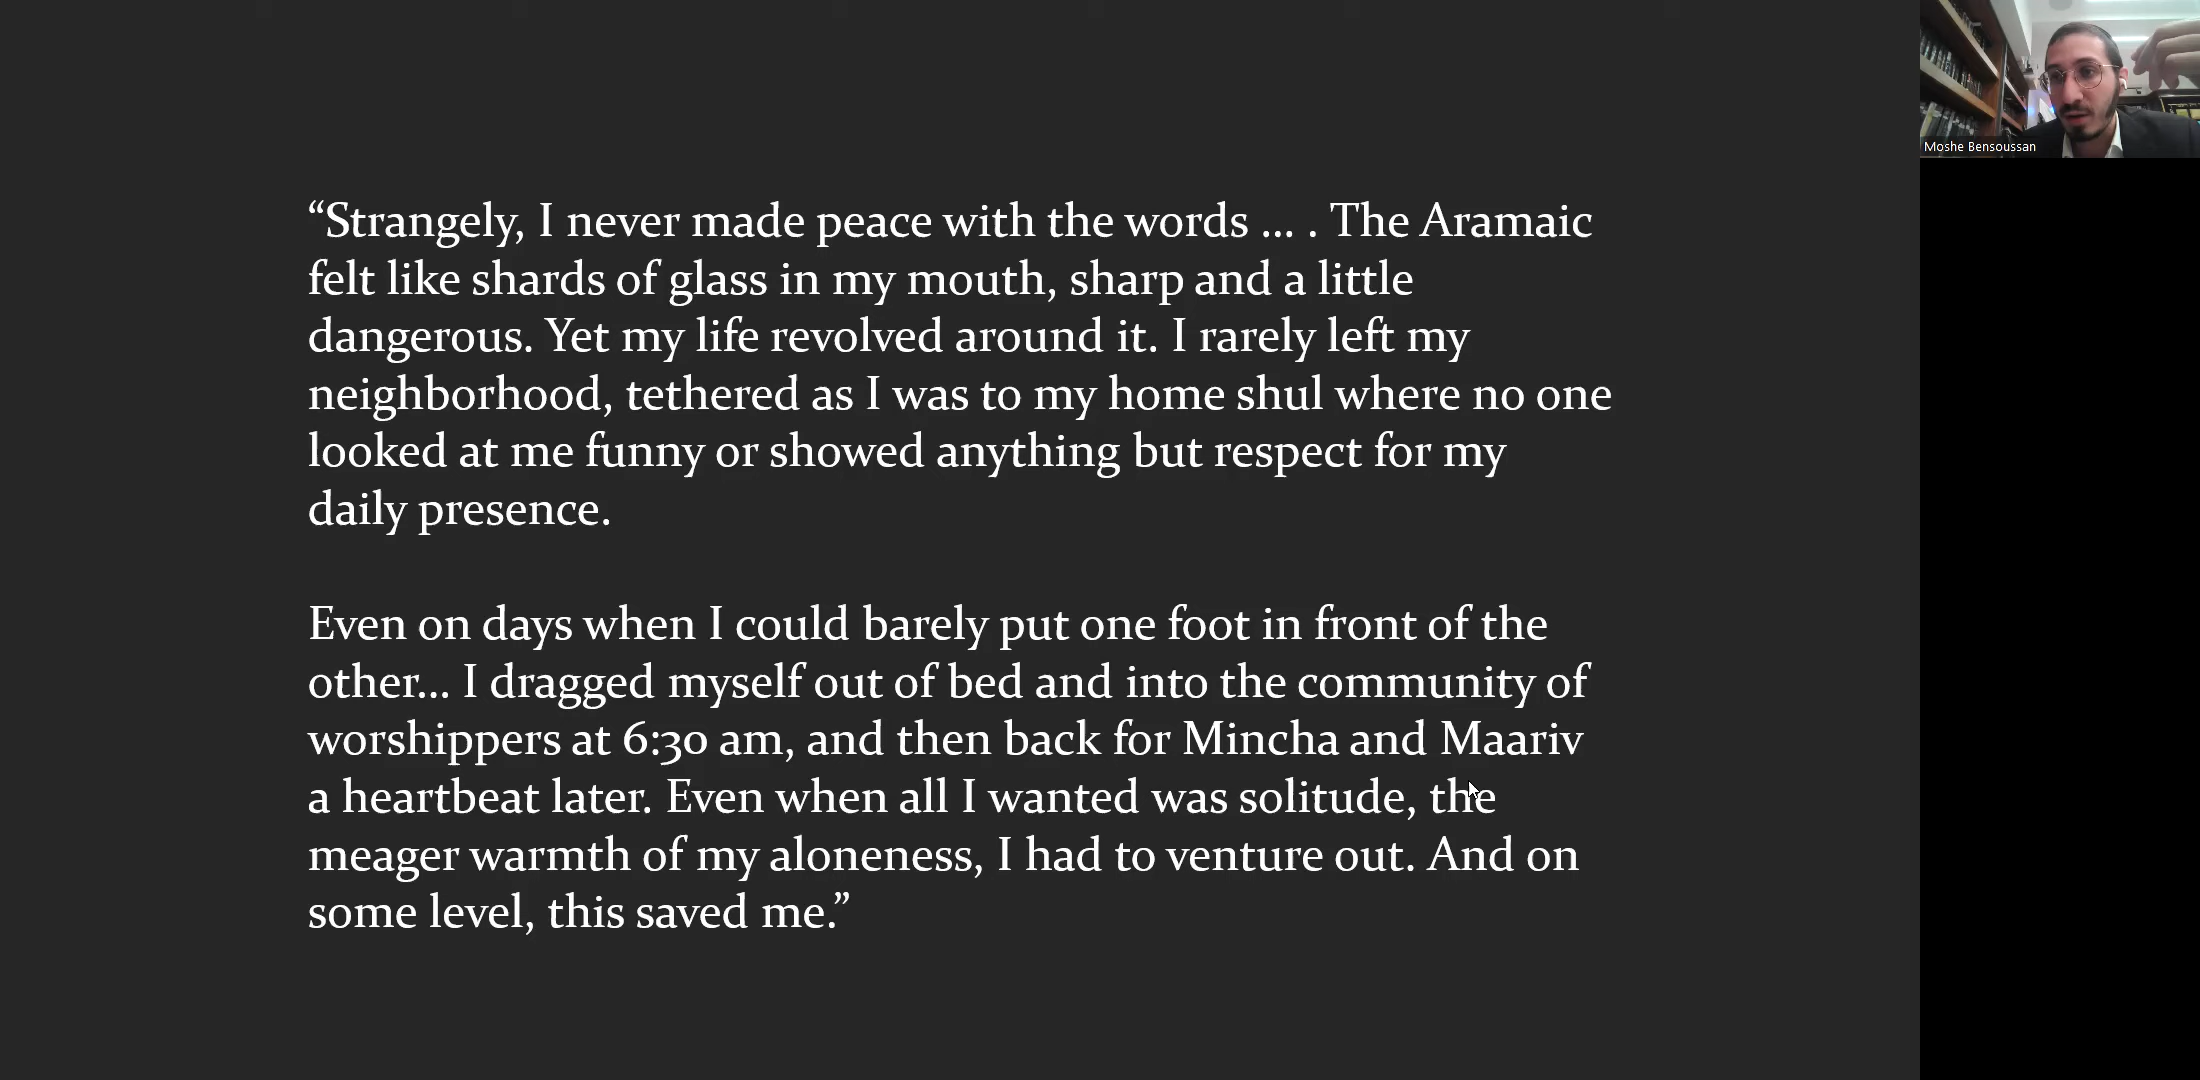 “Strangely, I never made peace with the words ... . The Aramaic
felt like shards of glass in my mouth, sharp and a little
dangerous. Yet my life revolved around it. I rarely left my
neighborhood, tethered as I was to my home shul where no one
looked at me funny or showed anything but respect for my
daily presence.
Even on days when I could barely put one foot in front of the
other... I dragged myself out of bed and into the community of
worshippers at 6:30 am, and then back for Mincha and Maariv
a heartbeat later. Even when all I wanted was solitude, the
meager warmth of my aloneness, I had to venture out. And on
some level, this saved me.”
Moshe Bensoussan